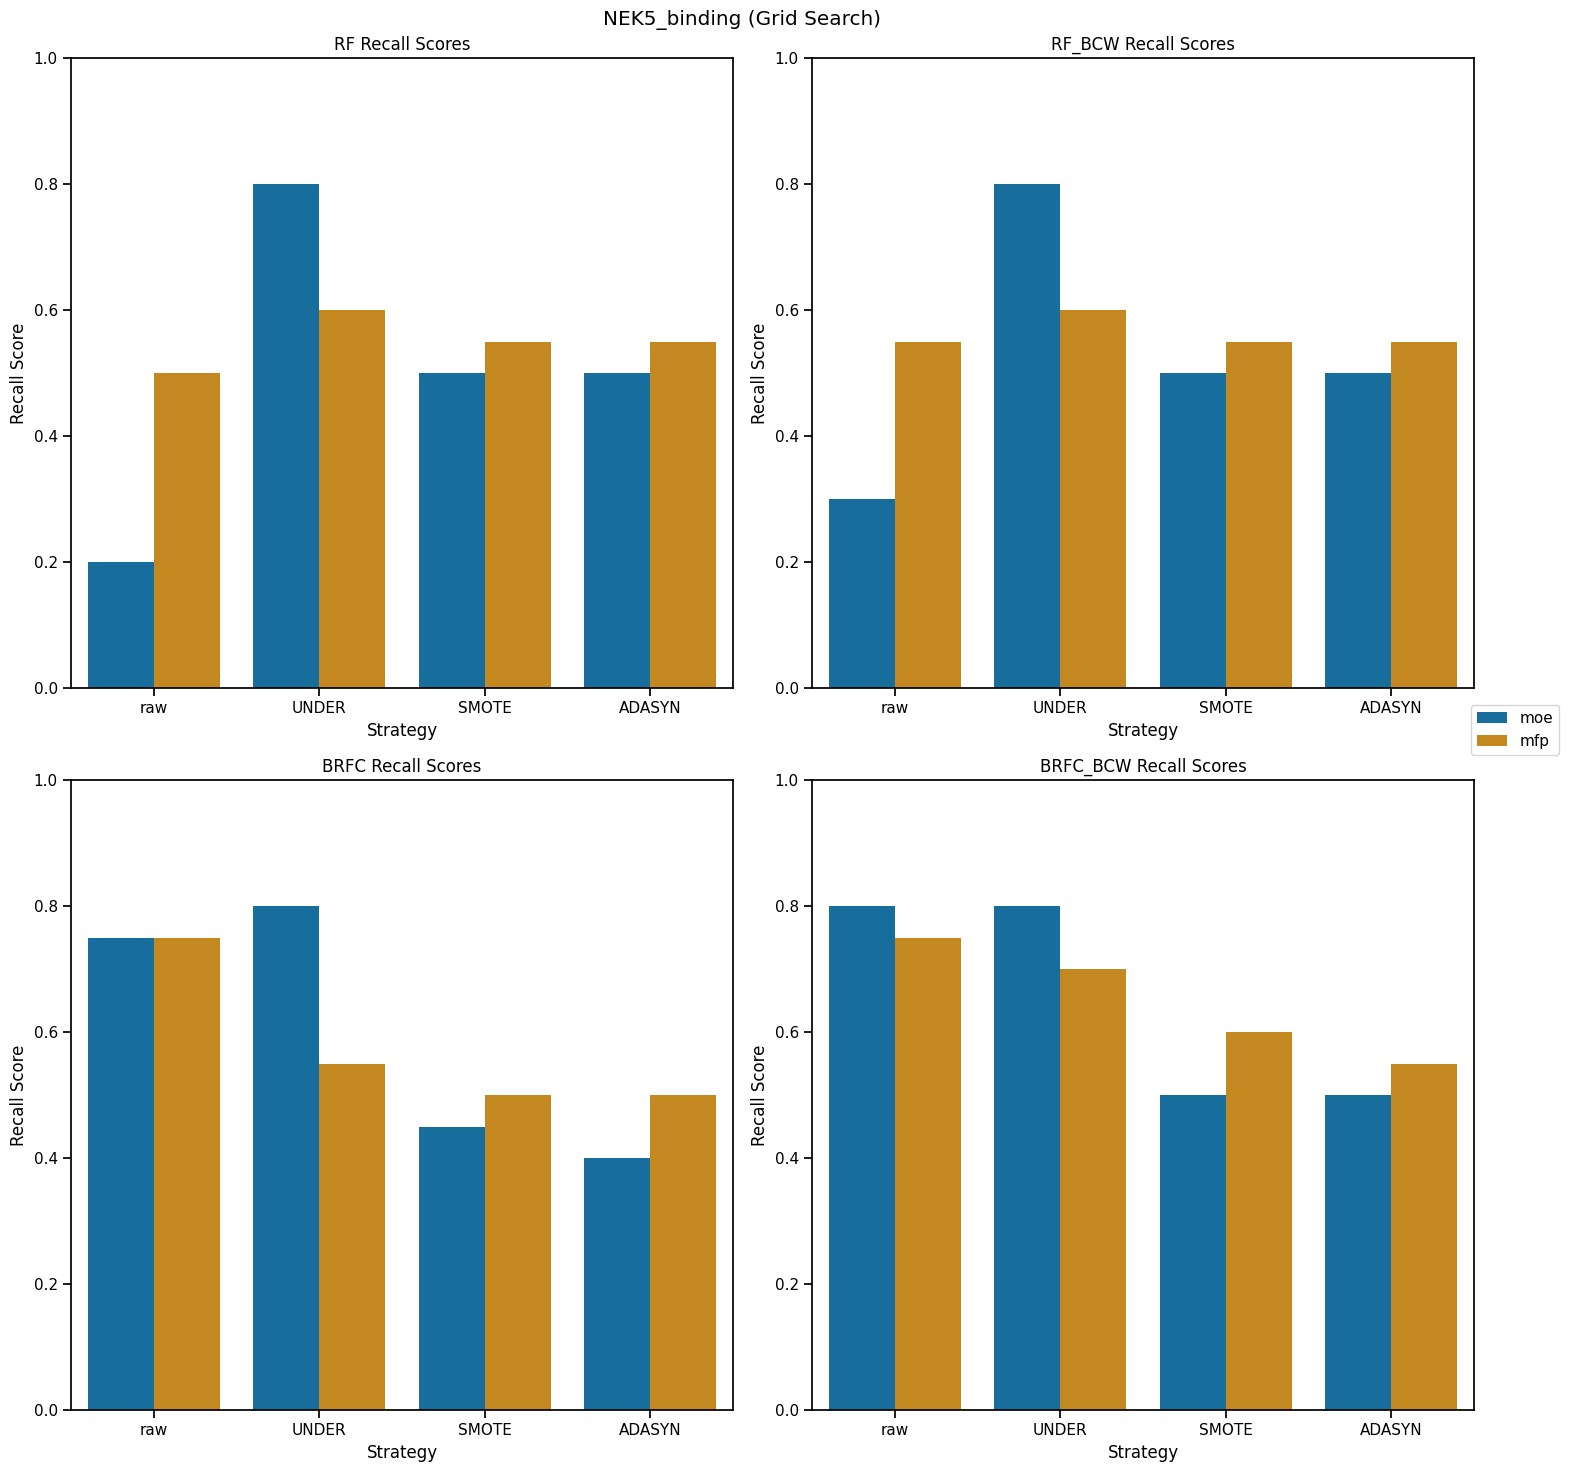 NEK5_binding (Grid Search)
RF Recall Scores
1.0
0.8
0.6
0.4
0.2
0.0
Recall Score
raw UNDER SMOTE ADASYN
Strategy
RF_BCW Recall Scores
1.0
0.8
0.6
0.4
0.2
0.0
Recall Score
raw UNDER SMOTE ADASYN
Strategy
moe
mfp
BRFC Recall Scores
1.0
0.8
0.6
0.4
0.2
0.0
Recall Score
raw UNDER SMOTE ADASYN
Strategy
BRFC_BCW Recall Scores
1.0
0.8
0.6
0.4
0.2
0.0
Recall Score
raw UNDER SMOTE ADASYN
Strategy